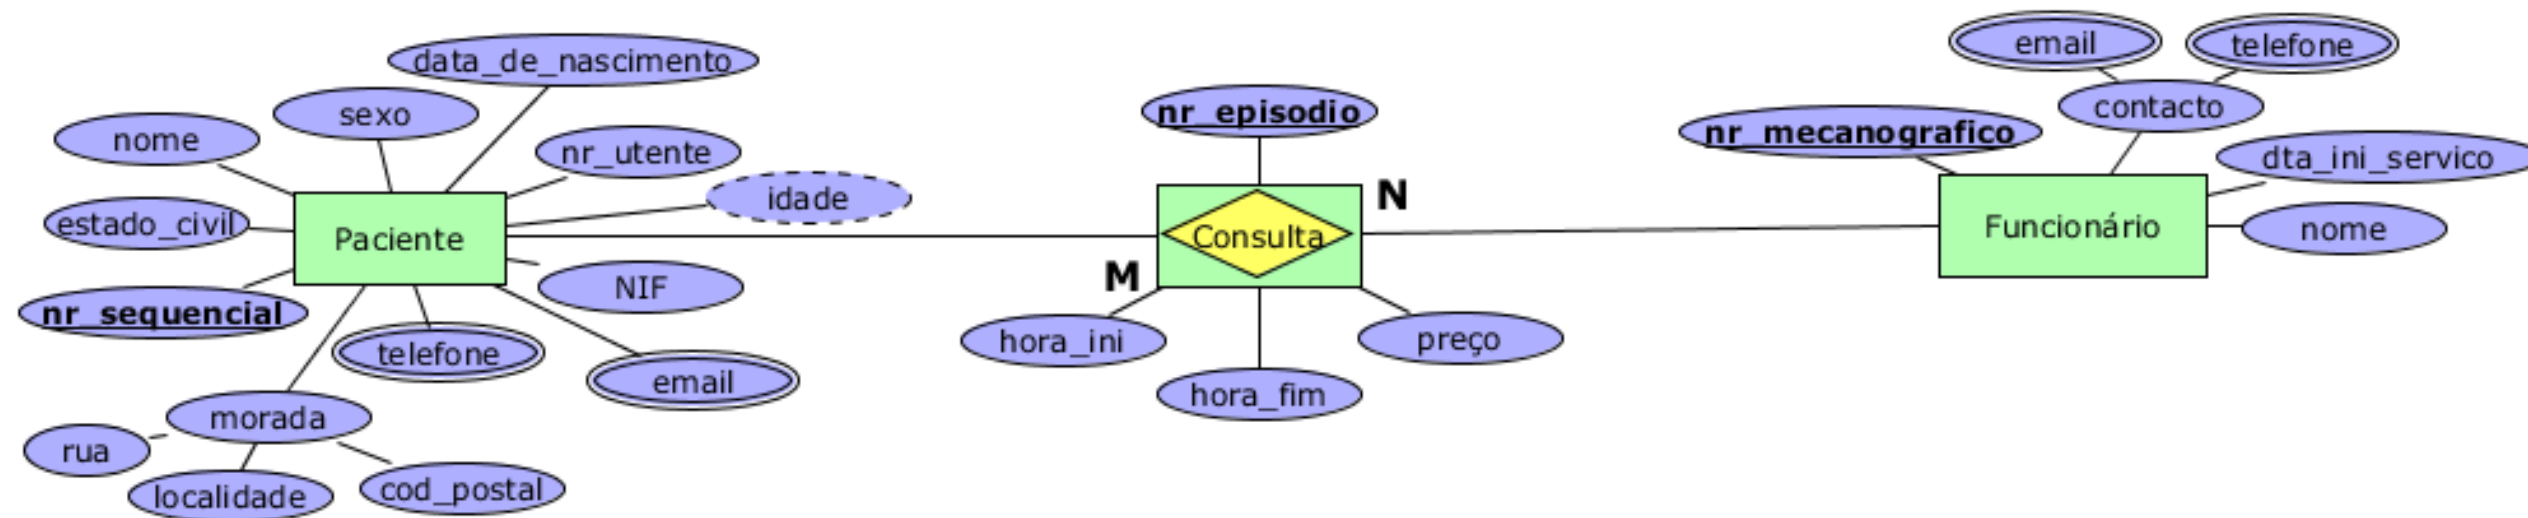 data_de_nascimento
sexo
nome
nr_utente
idade
estado_civil
Paciente
NIF
nr_sequencial
telefone
email
morada
rua
localidade
cod_postal
nr_episodio
N
Consulta
M
hora_ini
preço
hora_fim
email
telefone
contacto
nr_mecanografico
dta_ini_servico
Funcionário
nome